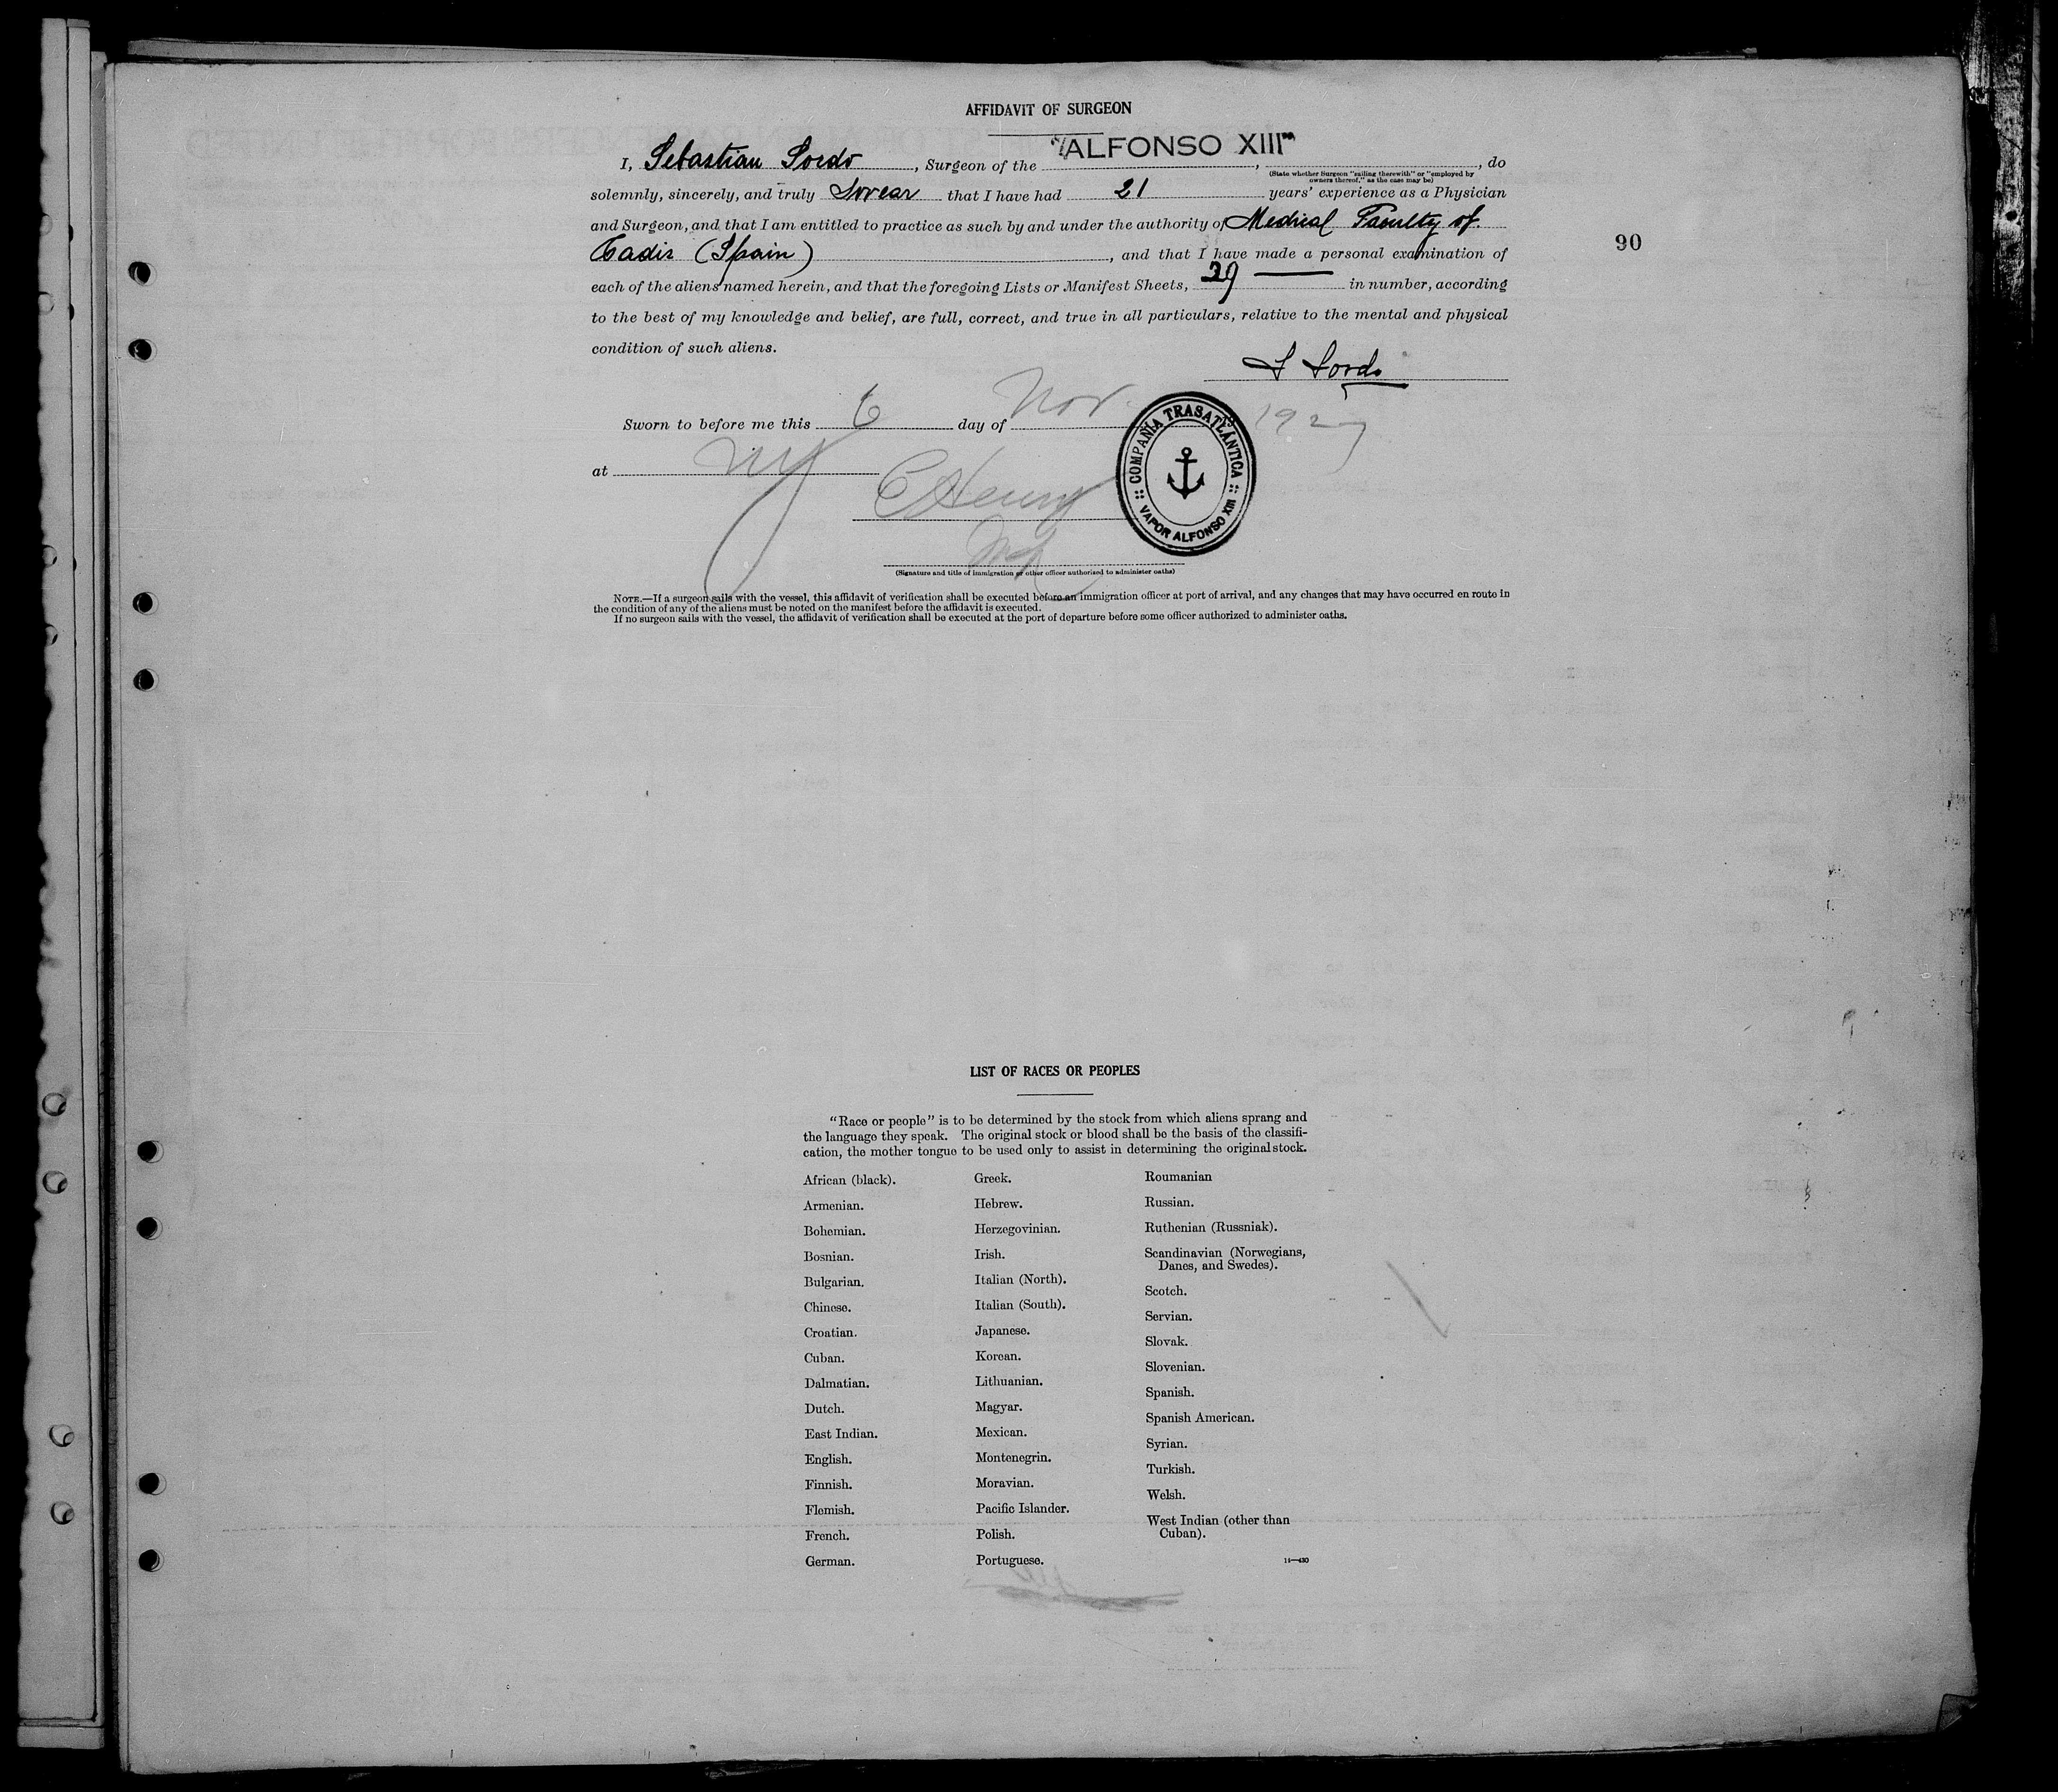 AFFIDAVIT OF SURGEON
I, Sebastian Sordo, Surgeon of the "ALFONSO XIII", , do
(State whether Surgeon "sailing therewith" or "employed by owners thereof," as the case may be)
solemnly, sincerely, and truly Swear that I have had 21 years' experience as a Physician
and Surgeon, and that I am entitled to practice as such by and under the authority of Medical Faculty of
Cadis (Spain), and that I have made a personal examination of
90
each of the aliens named herein, and that the foregoing Lists or Manifest Sheets, 29 in number, according
to the best of my knowledge and belief, are full, correct, and true in all particulars, relative to the mental and physical
condition of such aliens.
S Sordo
Sworn to before me this 6 day of Nov. 1927
at NY
COMPAÑIA TRASATLÁNTICA
VAPOR ALFONSO XIII
C Henry
(Signature and title of immigration or other officer authorized to administer oaths)
NOTE.—If a surgeon sails with the vessel, this affidavit of verification shall be executed before an immigration officer at port of arrival, and any changes that may have occurred en route in
the condition of any of the aliens must be noted on the manifest before the affidavit is executed.
If no surgeon sails with the vessel, the affidavit of verification shall be executed at the port of departure before some officer authorized to administer oaths.
LIST OF RACES OR PEOPLES
"Race or people" is to be determined by the stock from which aliens sprang and
the language they speak. The original stock or blood shall be the basis of the classifi-
cation, the mother tongue to be used only to assist in determining the original stock.
African (black).
Armenian.
Bohemian.
Bosnian.
Bulgarian.
Chinese.
Croatian.
Cuban.
Dalmatian.
Dutch.
East Indian.
English.
Finnish.
Flemish.
French.
German.
Greek.
Hebrew.
Herzegovinian.
Irish.
Italian (North).
Italian (South).
Japanese.
Korean.
Lithuanian.
Magyar.
Mexican.
Montenegrin.
Moravian.
Pacific Islander.
Polish.
Portuguese.
Roumanian
Russian.
Ruthenian (Russniak).
Scandinavian (Norwegians,
Danes, and Swedes).
Scotch.
Servian.
Slovak.
Slovenian.
Spanish.
Spanish American.
Syrian.
Turkish.
Welsh.
West Indian (other than
Cuban).